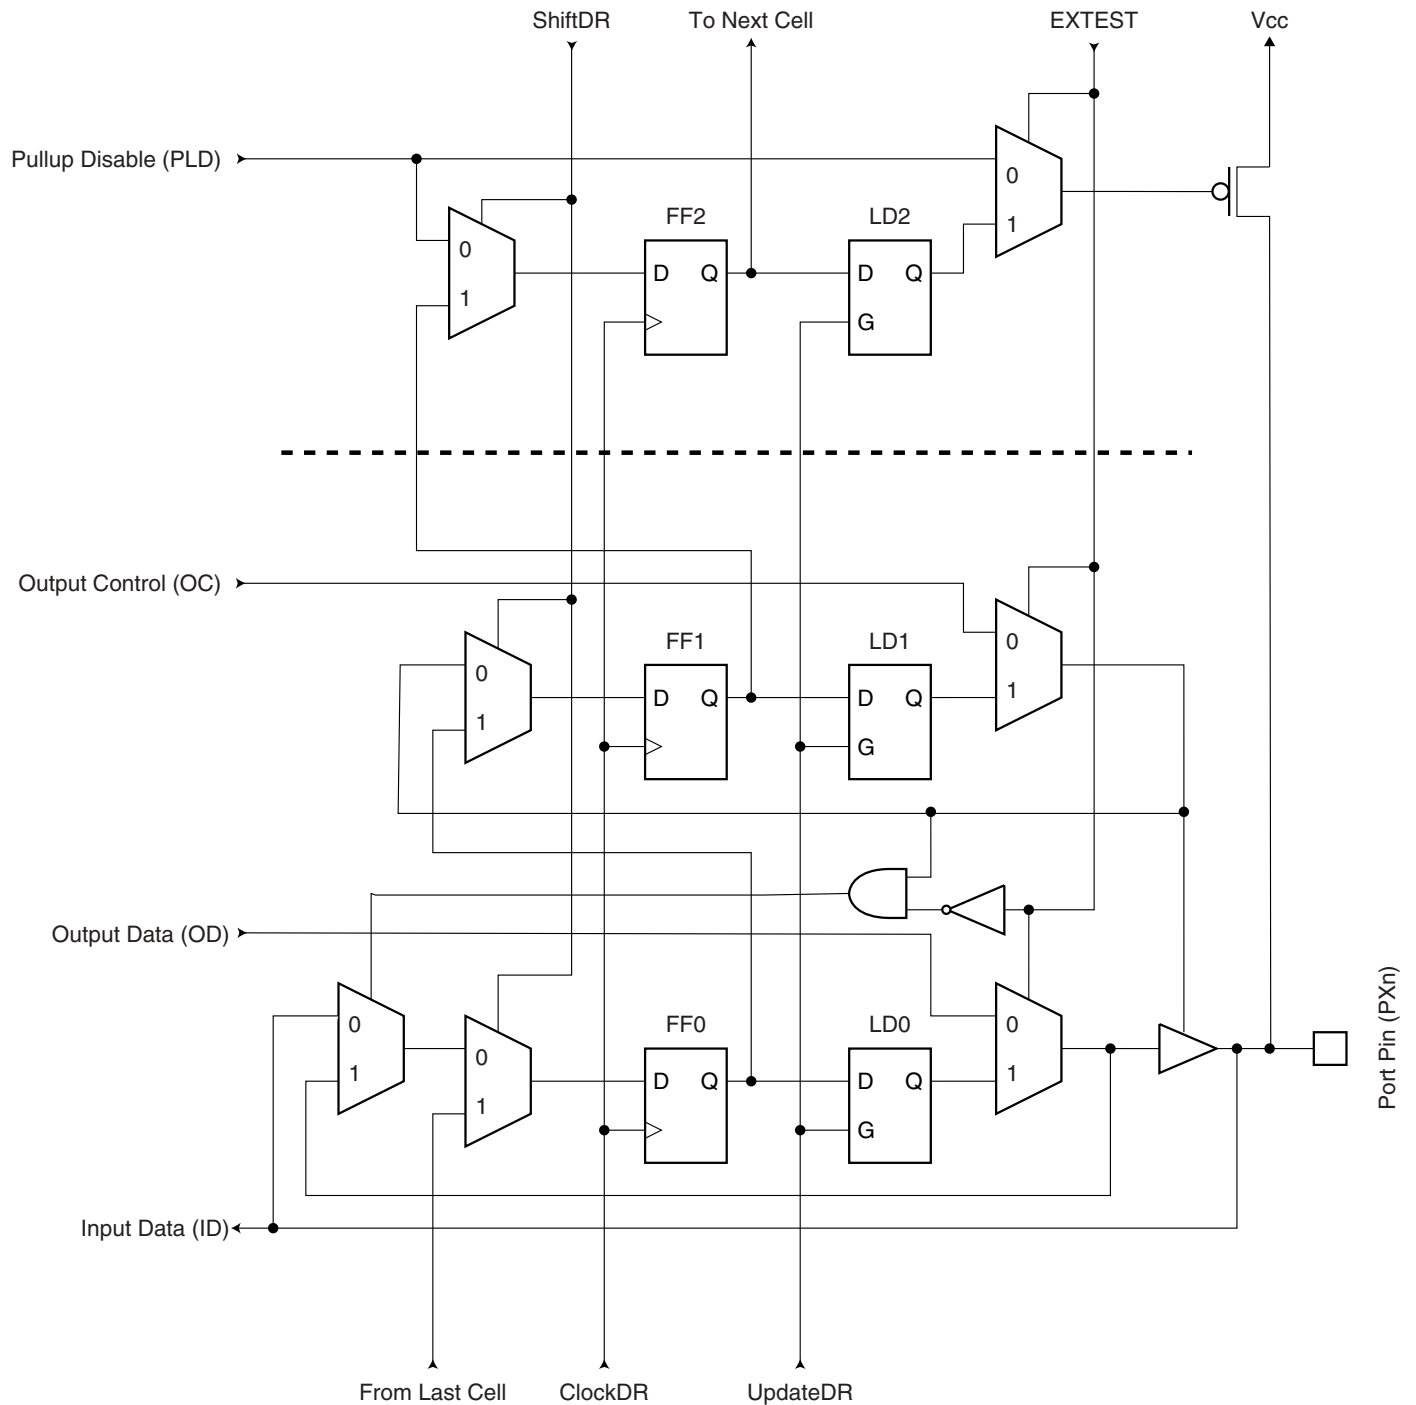 ShiftDR To Next Cell EXTEST Vcc
Pullup Disable (PLD)
0
FF2 LD2
0 1
D Q D Q
1
G
Output Control (OC)
FF1 LD1 0
0
D Q D Q 1
1
G
Output Data (OD)
FF0 LD0
0 0
0
1 D Q D Q 1
1
G
Port Pin (PXn)
Input Data (ID)
From Last Cell ClockDR UpdateDR